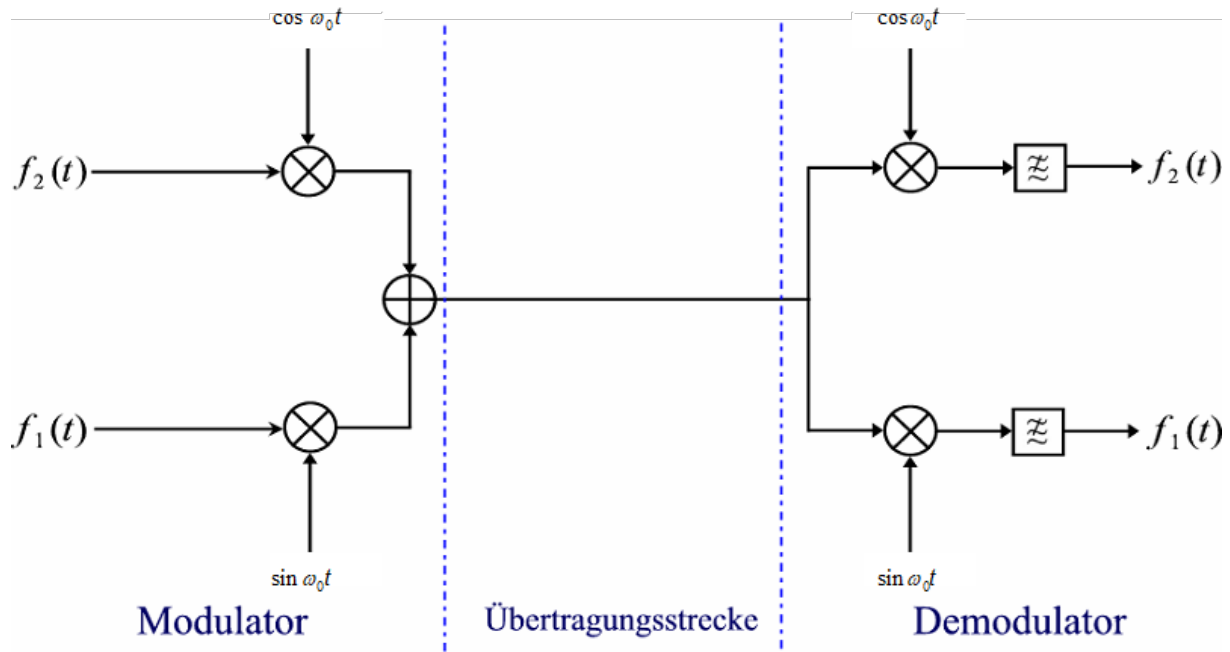 cos ω₀t
cos ω₀t
f₂(t)
f₂(t)
f₁(t)
f₁(t)
sin ω₀t
sin ω₀t
Modulator
Übertragungsstrecke
Demodulator